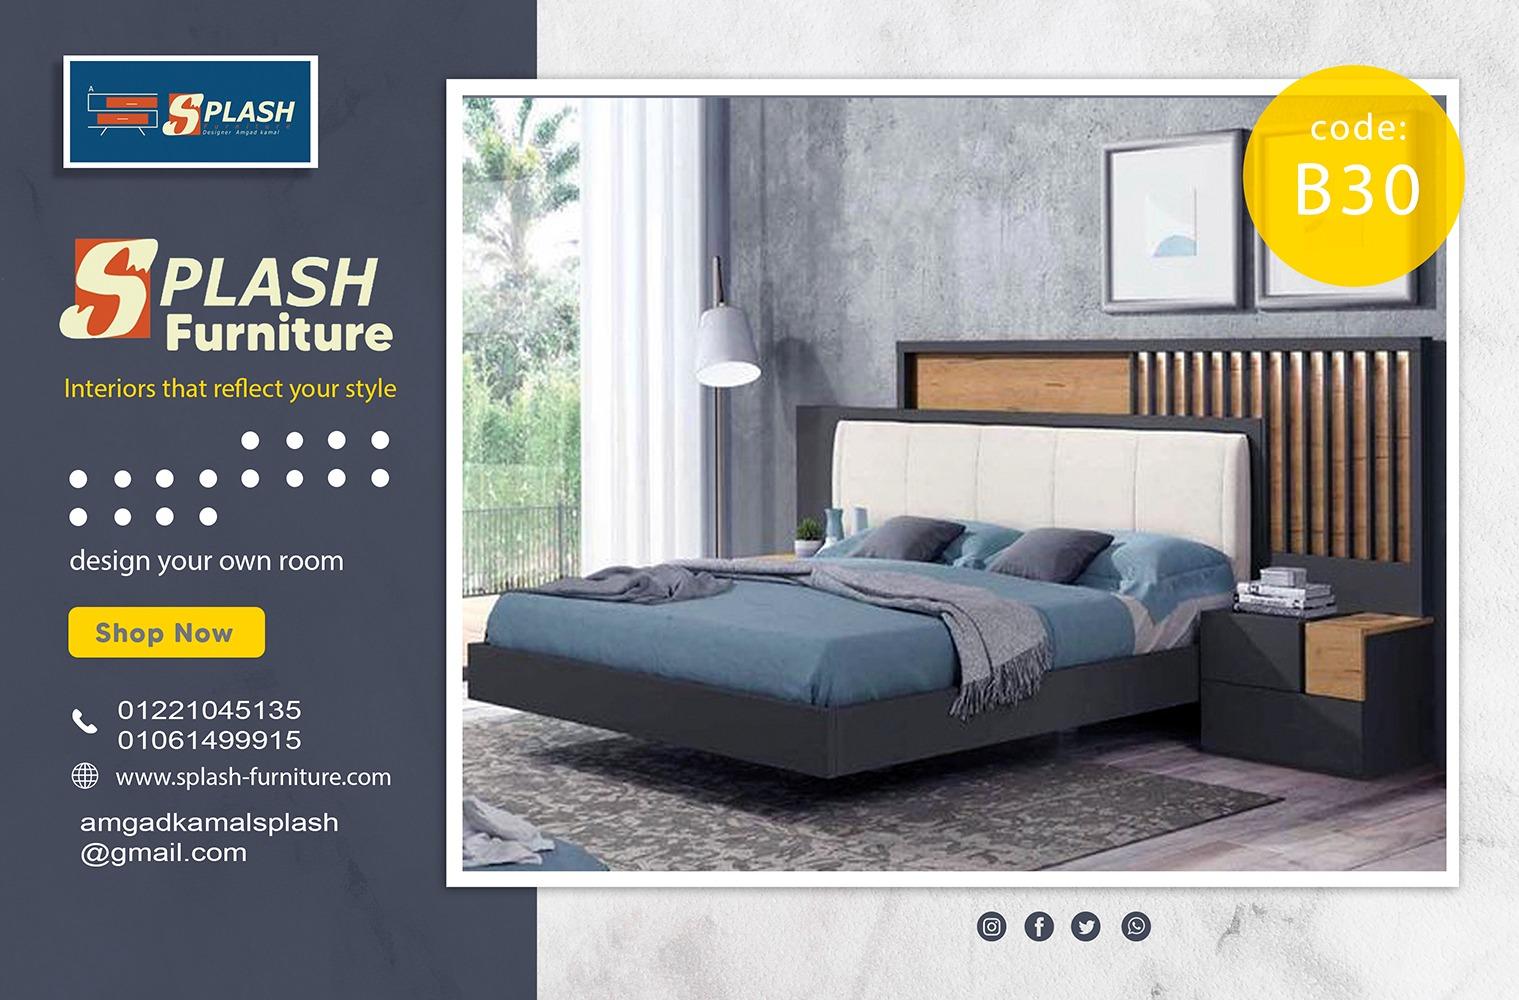 A
SPLASH
Furniture
Designer Amgad kamal
SPLASH
Furniture
Interiors that reflect your style
design your own room
Shop Now
01221045135
01061499915
www.splash-furniture.com
amgadkamalsplash
@gmail.com
code:
B30